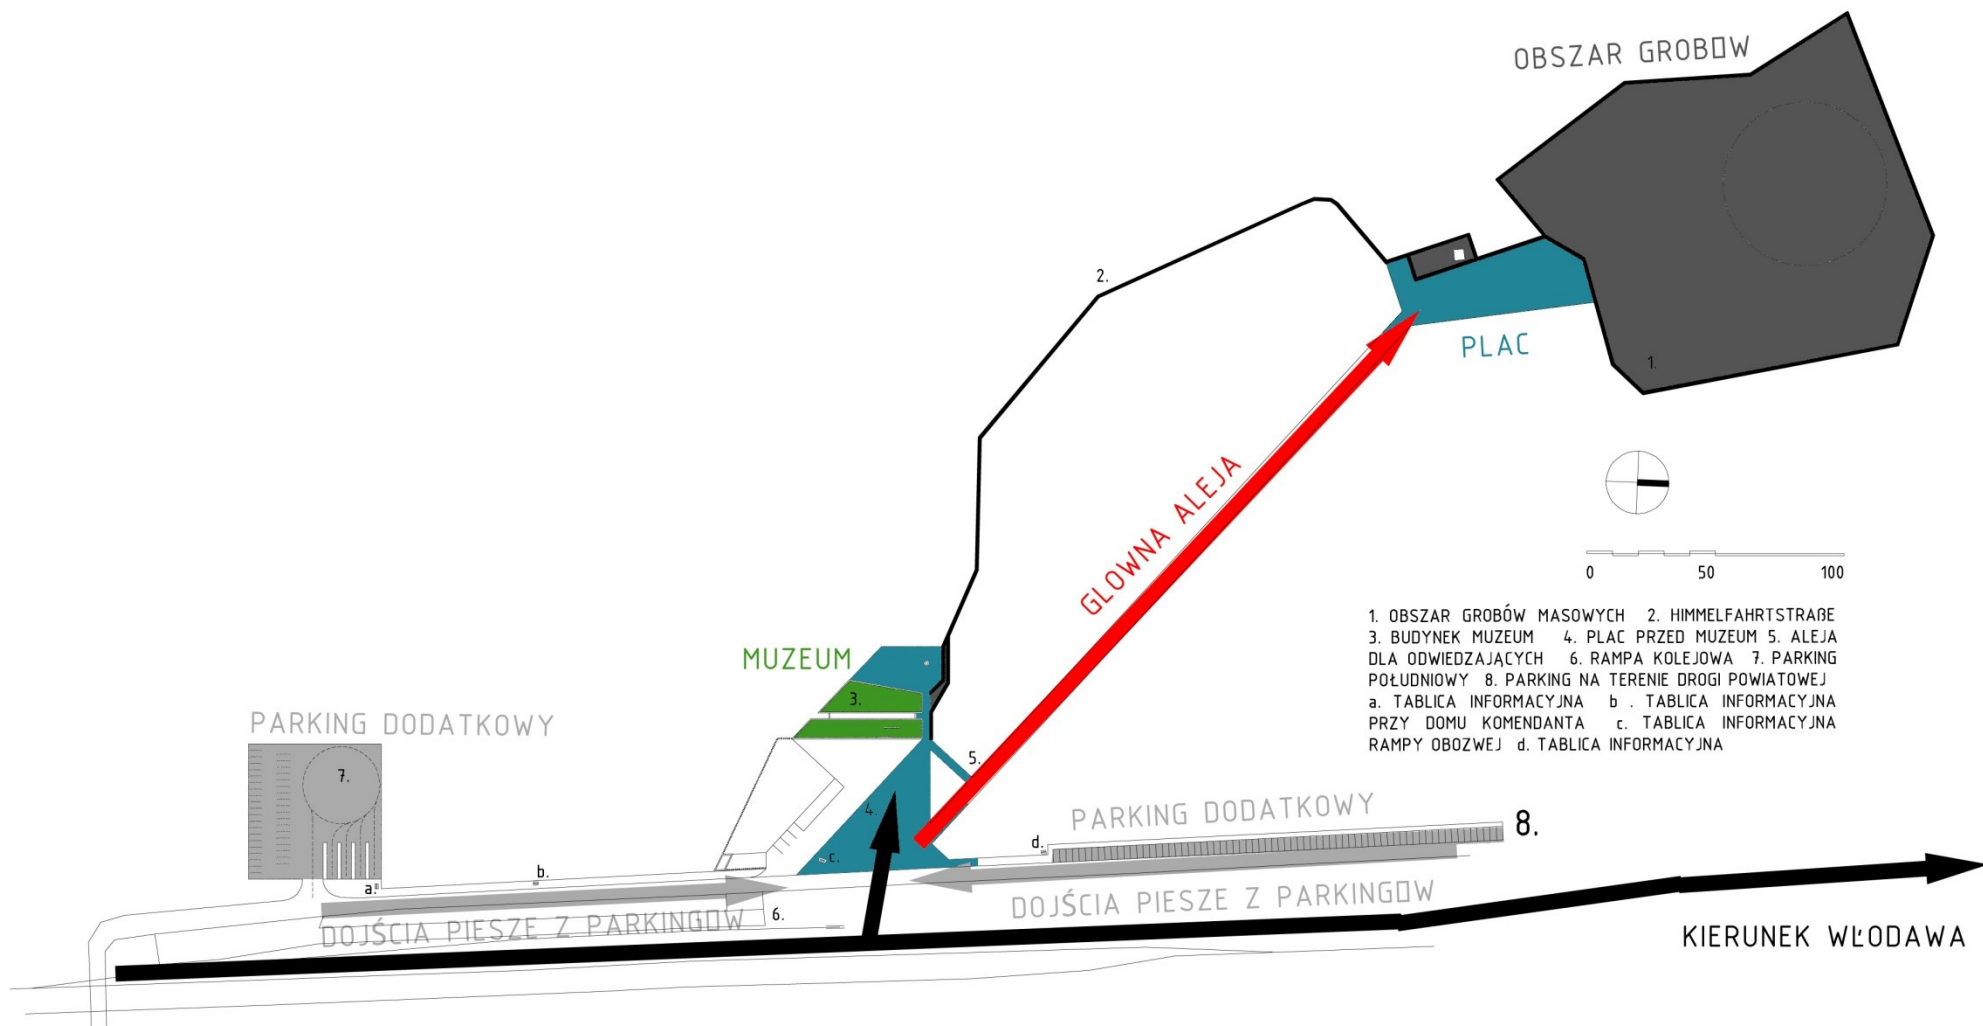 OBSZAR GROBOW
2.
PLAC
1.
GLOWNA ALEJA
0 50 100
1. OBSZAR GROBÓW MASOWYCH 2. HIMMELFAHRTSTRAßE
3. BUDYNEK MUZEUM 4. PLAC PRZED MUZEUM 5. ALEJA
DLA ODWIEDZAJĄCYCH 6. RAMPA KOLEJOWA 7. PARKING
POŁUDNIOWY 8. PARKING NA TERENIE DROGI POWIATOWEJ
a. TABLICA INFORMACYJNA b . TABLICA INFORMACYJNA
PRZY DOMU KOMENDANTA c. TABLICA INFORMACYJNA
RAMPY OBOZWEJ d. TABLICA INFORMACYJNA
MUZEUM
3.
PARKING DODATKOWY
7.
5.
4.
PARKING DODATKOWY
8.
d.
c.
b.
a.
6.
DOJŚCIA PIESZE Z PARKINGOW
DOJŚCIA PIESZE Z PARKINGOW
KIERUNEK WŁODAWA